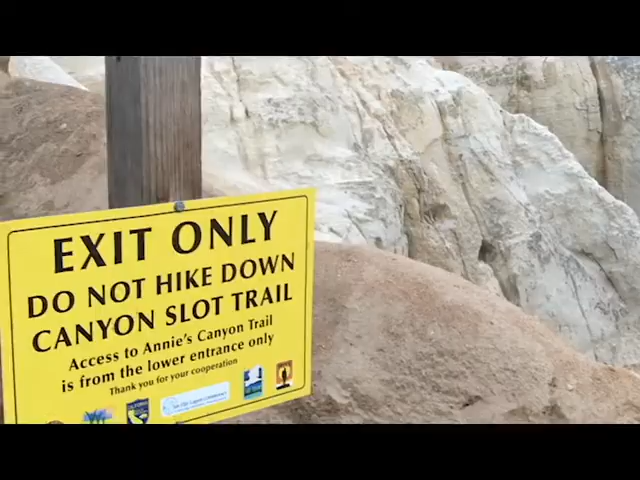 EXIT ONLY
DO NOT HIKE DOWN
CANYON SLOT TRAIL
Access to Annie's Canyon Trail
is from the lower entrance only
Thank you for your cooperation